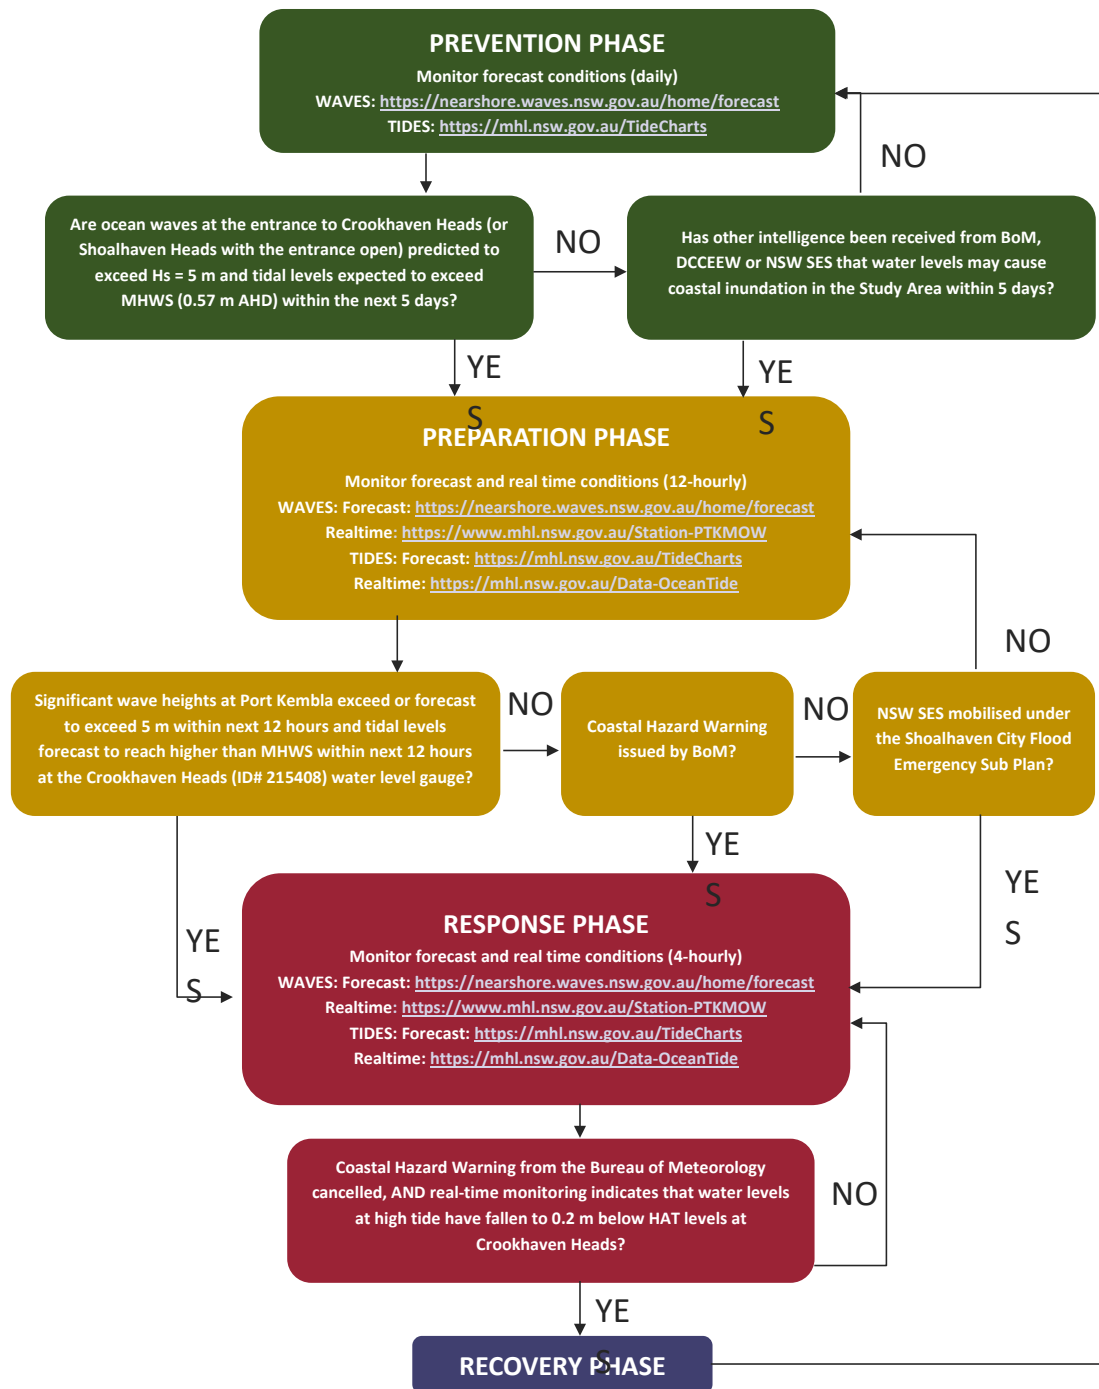 PREVENTION PHASE
Monitor forecast conditions (daily)
WAVES: https://nearshore.waves.nsw.gov.au/home/forecast
TIDES: https://mhl.nsw.gov.au/TideCharts
NO
Are ocean waves at the entrance to Crookhaven Heads (or
Shoalhaven Heads with the entrance open) predicted to
exceed Hs = 5 m and tidal levels expected to exceed
MHWS (0.57 m AHD) within the next 5 days?
NO
Has other intelligence been received from BoM,
DCCEEW or NSW SES that water levels may cause
coastal inundation in the Study Area within 5 days?
YE
S
YE
S
PREPARATION PHASE
Monitor forecast and real time conditions (12-hourly)
WAVES: Forecast: https://nearshore.waves.nsw.gov.au/home/forecast
Realtime: https://www.mhl.nsw.gov.au/Station-PTKMOW
TIDES: Forecast: https://mhl.nsw.gov.au/TideCharts
Realtime: https://mhl.nsw.gov.au/Data-OceanTide
NO
Significant wave heights at Port Kembla exceed or forecast
to exceed 5 m within next 12 hours and tidal levels
forecast to reach higher than MHWS within next 12 hours
at the Crookhaven Heads (ID# 215408) water level gauge?
NO
Coastal Hazard Warning
issued by BoM?
NO
NSW SES mobilised under
the Shoalhaven City Flood
Emergency Sub Plan?
YE
S
YE
S
YE
S
RESPONSE PHASE
Monitor forecast and real time conditions (4-hourly)
WAVES: Forecast: https://nearshore.waves.nsw.gov.au/home/forecast
Realtime: https://www.mhl.nsw.gov.au/Station-PTKMOW
TIDES: Forecast: https://mhl.nsw.gov.au/TideCharts
Realtime: https://mhl.nsw.gov.au/Data-OceanTide
Coastal Hazard Warning from the Bureau of Meteorology
cancelled, AND real-time monitoring indicates that water levels
at high tide have fallen to 0.2 m below HAT levels at
Crookhaven Heads?
NO
YE
S
RECOVERY PHASE